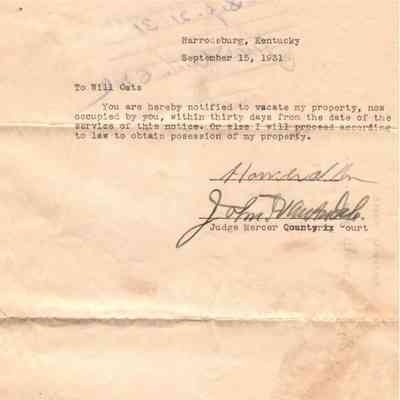 Harrodsburg, Kentucky
September 15, 1931
To Will Oats
You are hereby notified to vacate my property, now
occupied by you, within thirty days from the date of the
service of this notice. Or else I will proceed according
to law to obtain posession of my property.
John
Judge Mercer County Court